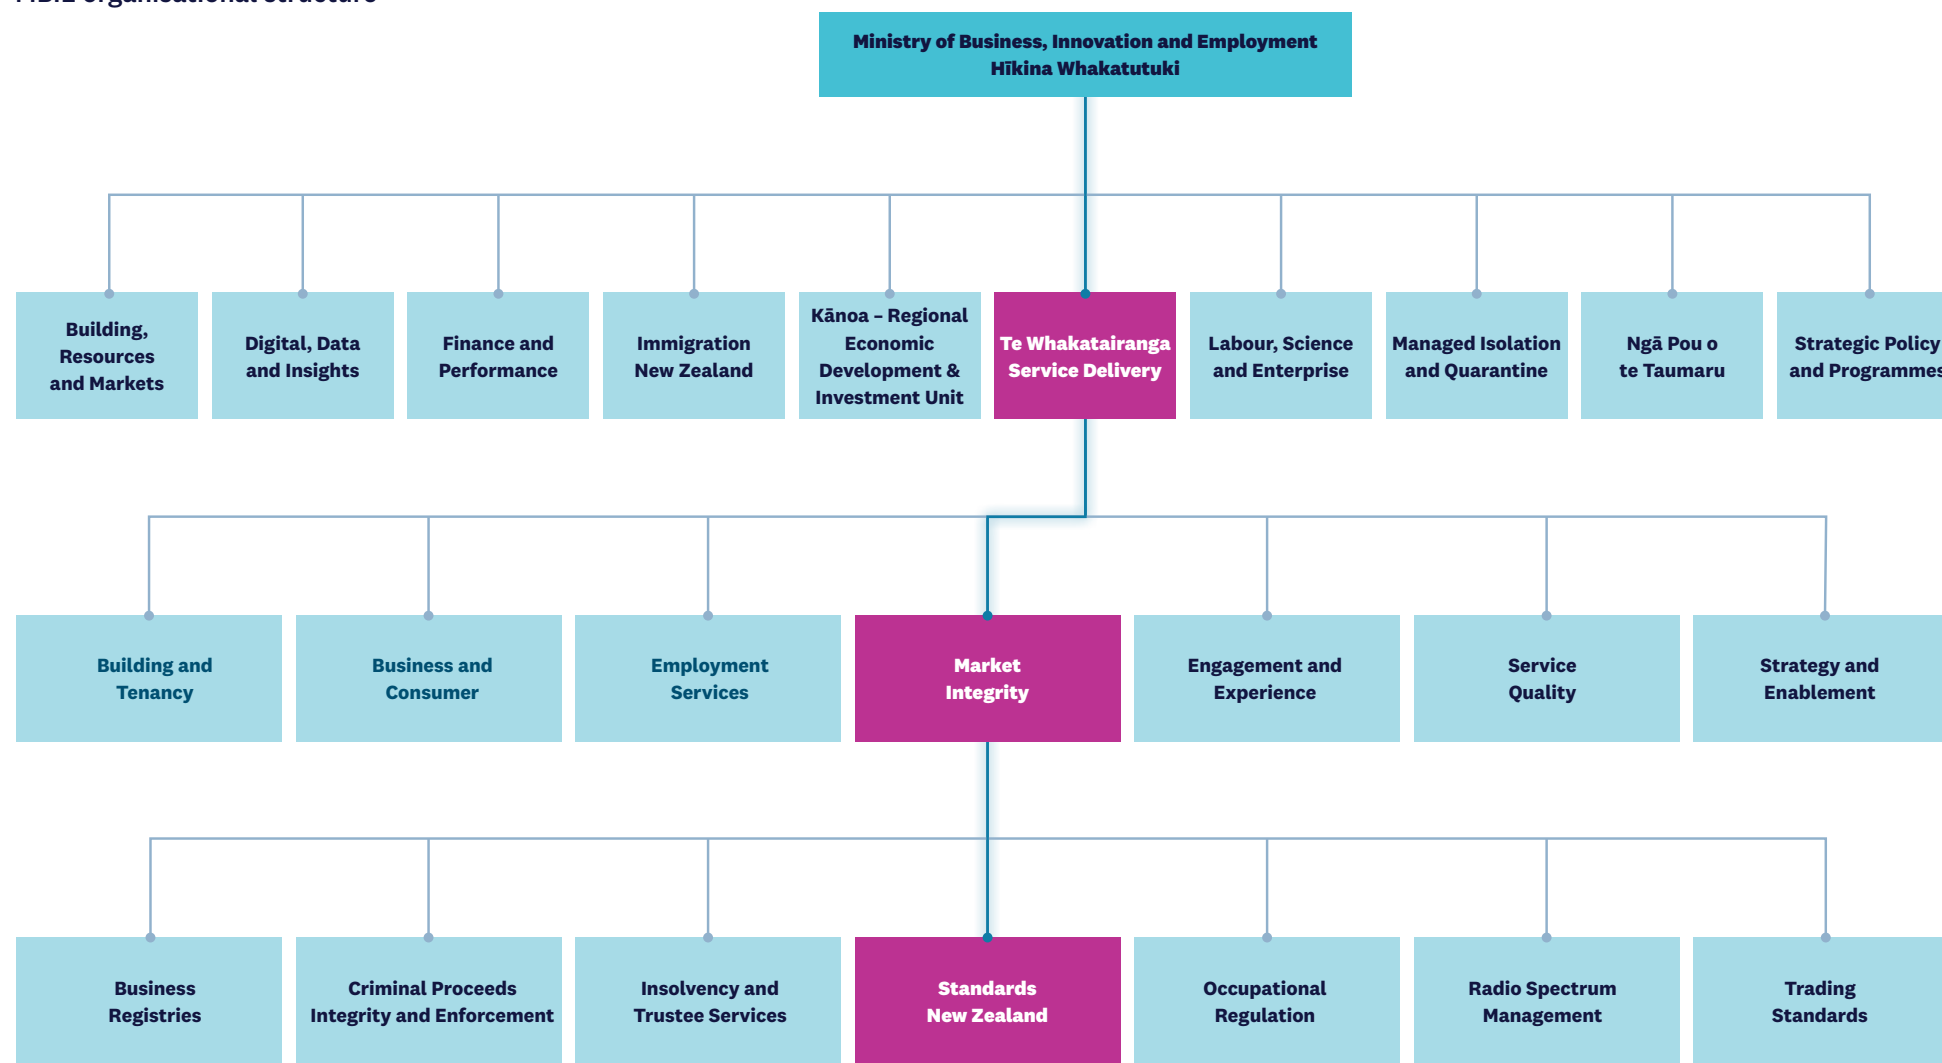 MBIE organisational structure
Ministry of Business, Innovation and Employment
Hīkina Whakatutuki
Building,
Resources
and Markets
Digital, Data
and Insights
Finance and
Performance
Immigration
New Zealand
Kānoa – Regional
Economic
Development &
Investment Unit
Te Whakatairanga
Service Delivery
Labour, Science
and Enterprise
Managed Isolation
and Quarantine
Ngā Pou o
te Taumaru
Strategic Policy
and Programmes
Building and
Tenancy
Business and
Consumer
Employment
Services
Market
Integrity
Engagement and
Experience
Service
Quality
Strategy and
Enablement
Business
Registries
Criminal Proceeds
Integrity and Enforcement
Insolvency and
Trustee Services
Standards
New Zealand
Occupational
Regulation
Radio Spectrum
Management
Trading
Standards